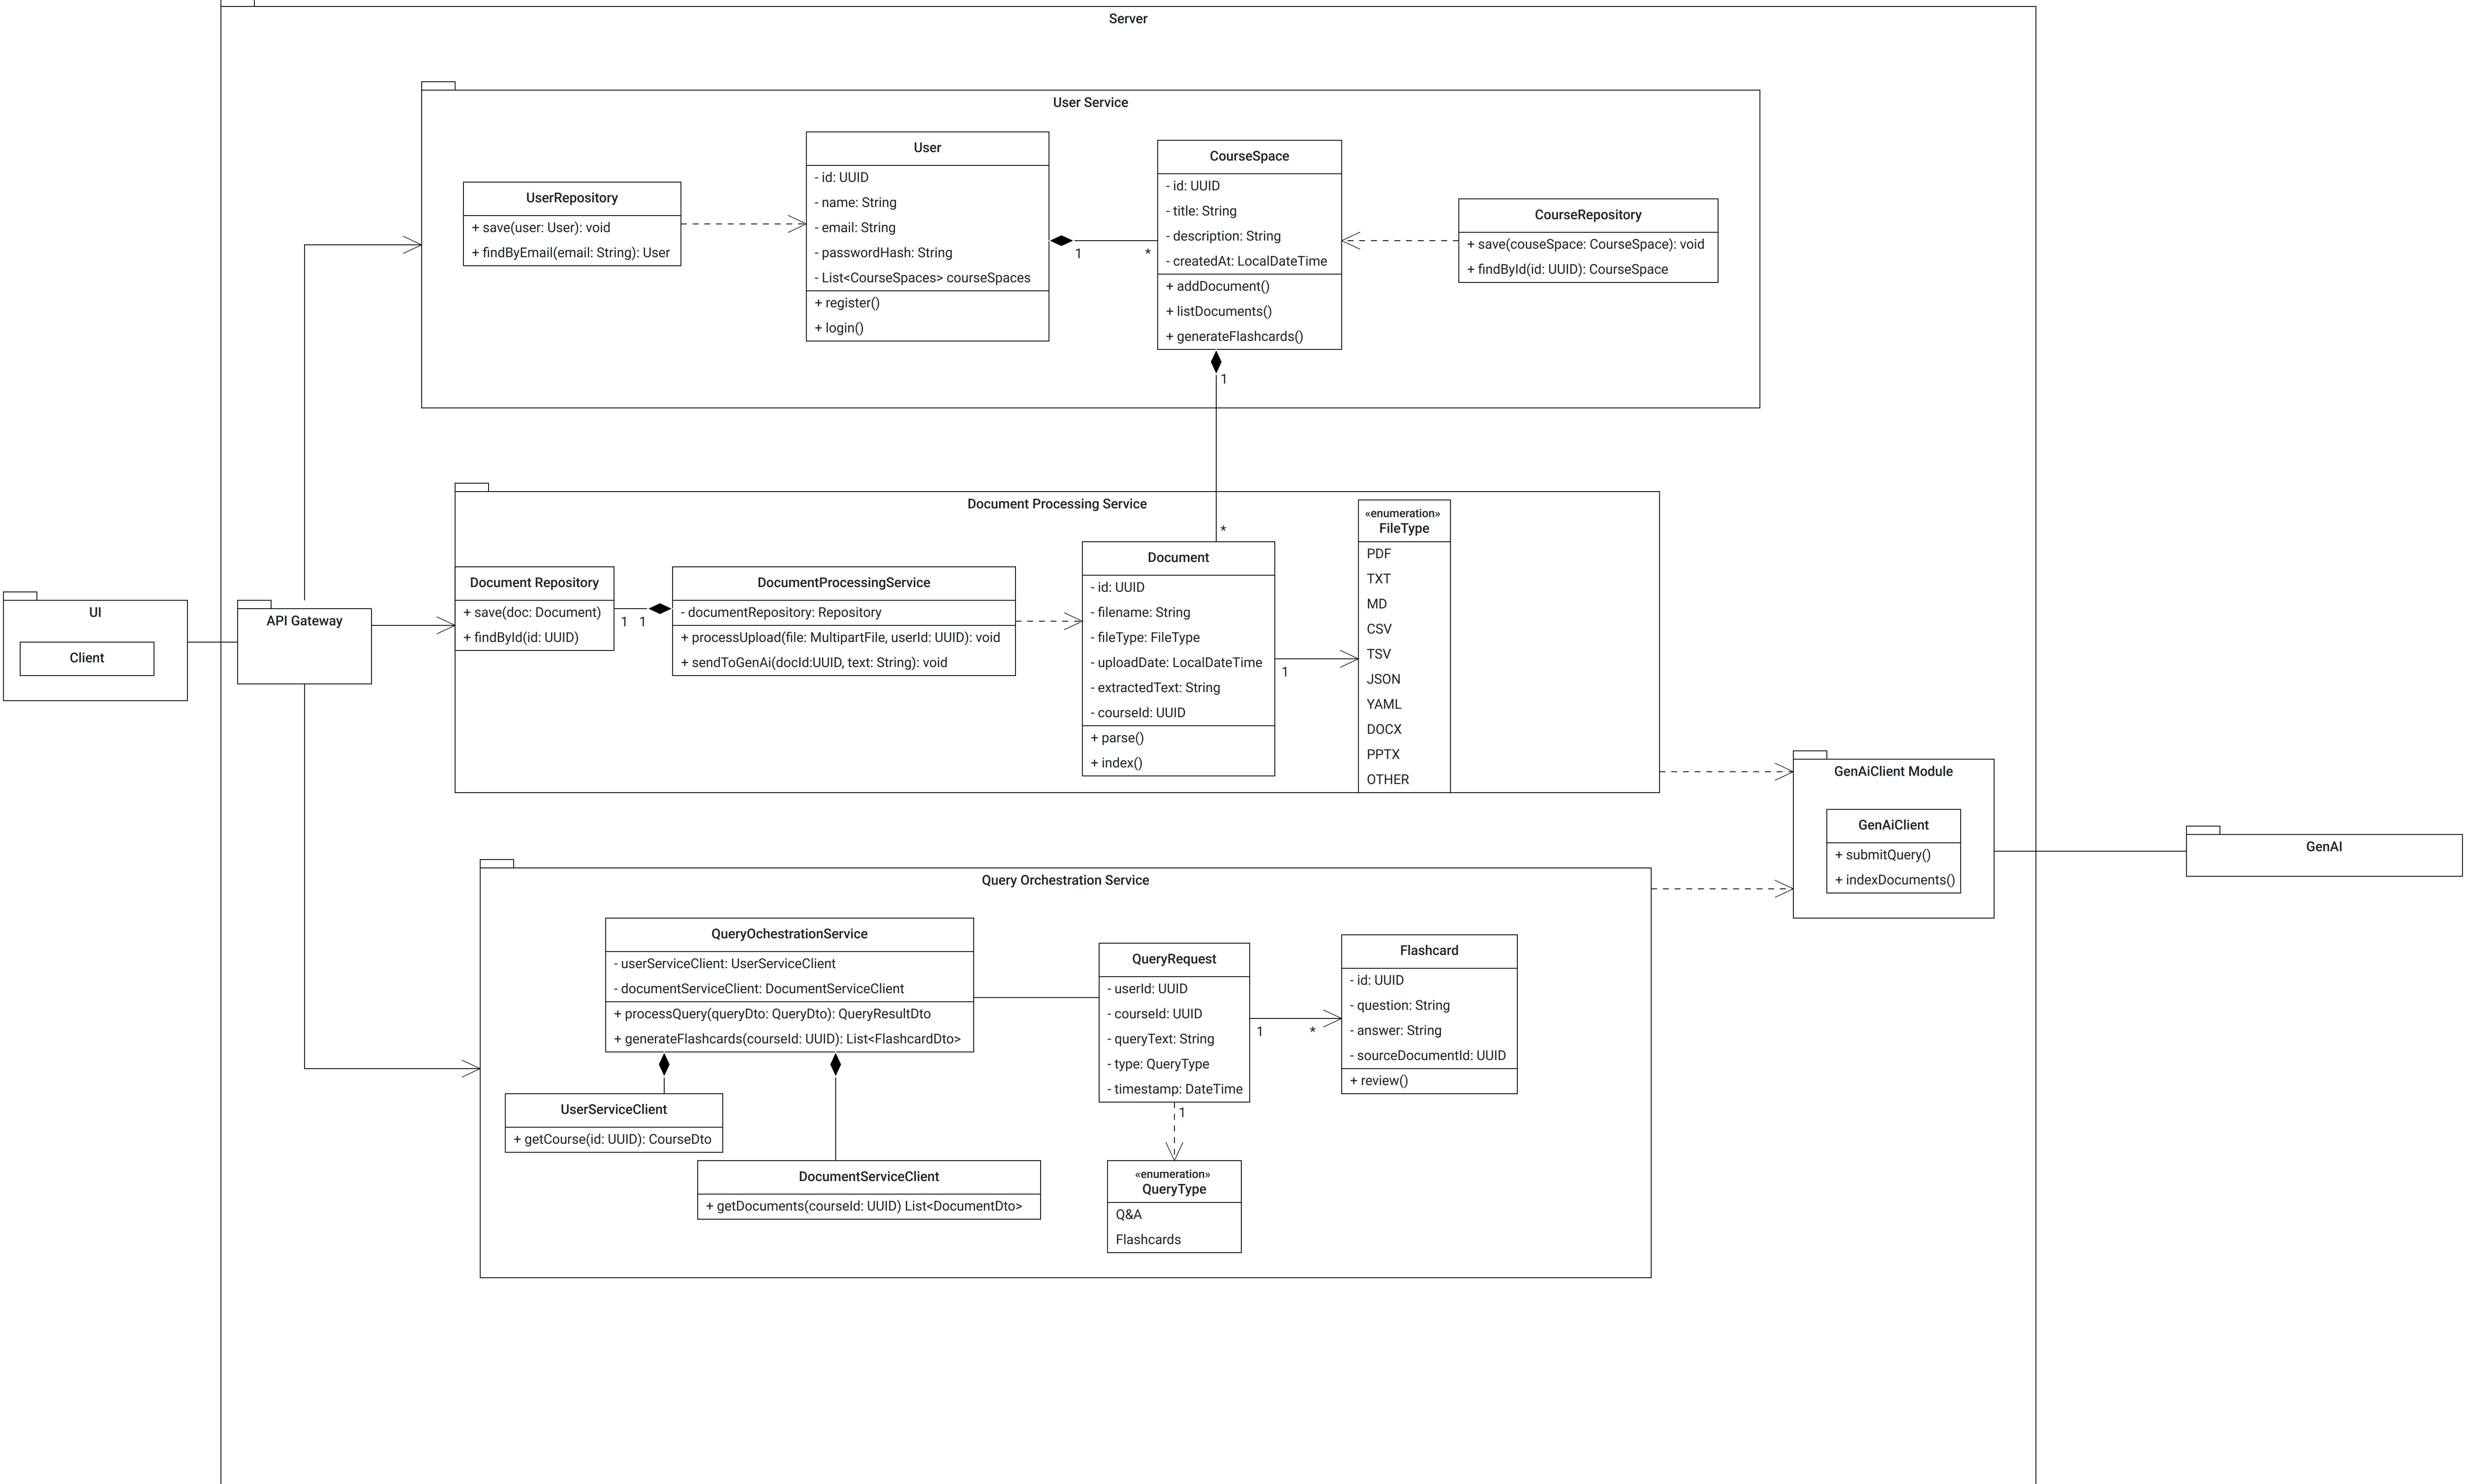 Server
User Service
UserRepository
+ save(user: User): void
+ findByEmail(email: String): User
User
- id: UUID
- name: String
- email: String
- passwordHash: String
- List<CourseSpaces> courseSpaces
+ register()
+ login()
1
*
CourseSpace
- id: UUID
- title: String
- description: String
- createdAt: LocalDateTime
+ addDocument()
+ listDocuments()
+ generateFlashcards()
1
CourseRepository
+ save(couseSpace: CourseSpace): void
+ findById(id: UUID): CourseSpace
UI
Client
API Gateway
Document Processing Service
*
Document Repository
+ save(doc: Document)
+ findById(id: UUID)
1
1
DocumentProcessingService
- documentRepository: Repository
+ processUpload(file: MultipartFile, userId: UUID): void
+ sendToGenAi(docId:UUID, text: String): void
Document
- id: UUID
- filename: String
- fileType: FileType
- uploadDate: LocalDateTime
- extractedText: String
- courseId: UUID
+ parse()
+ index()
1
«enumeration»
FileType
PDF
TXT
MD
CSV
TSV
JSON
YAML
DOCX
PPTX
OTHER
GenAiClient Module
GenAiClient
+ submitQuery()
+ indexDocuments()
GenAI
Query Orchestration Service
QueryOchestrationService
- userServiceClient: UserServiceClient
- documentServiceClient: DocumentServiceClient
+ processQuery(queryDto: QueryDto): QueryResultDto
+ generateFlashcards(courseId: UUID): List<FlashcardDto>
UserServiceClient
+ getCourse(id: UUID): CourseDto
DocumentServiceClient
+ getDocuments(courseId: UUID) List<DocumentDto>
QueryRequest
- userId: UUID
- courseId: UUID
- queryText: String
- type: QueryType
- timestamp: DateTime
1
*
1
Flashcard
- id: UUID
- question: String
- answer: String
- sourceDocumentId: UUID
+ review()
«enumeration»
QueryType
Q&A
Flashcards